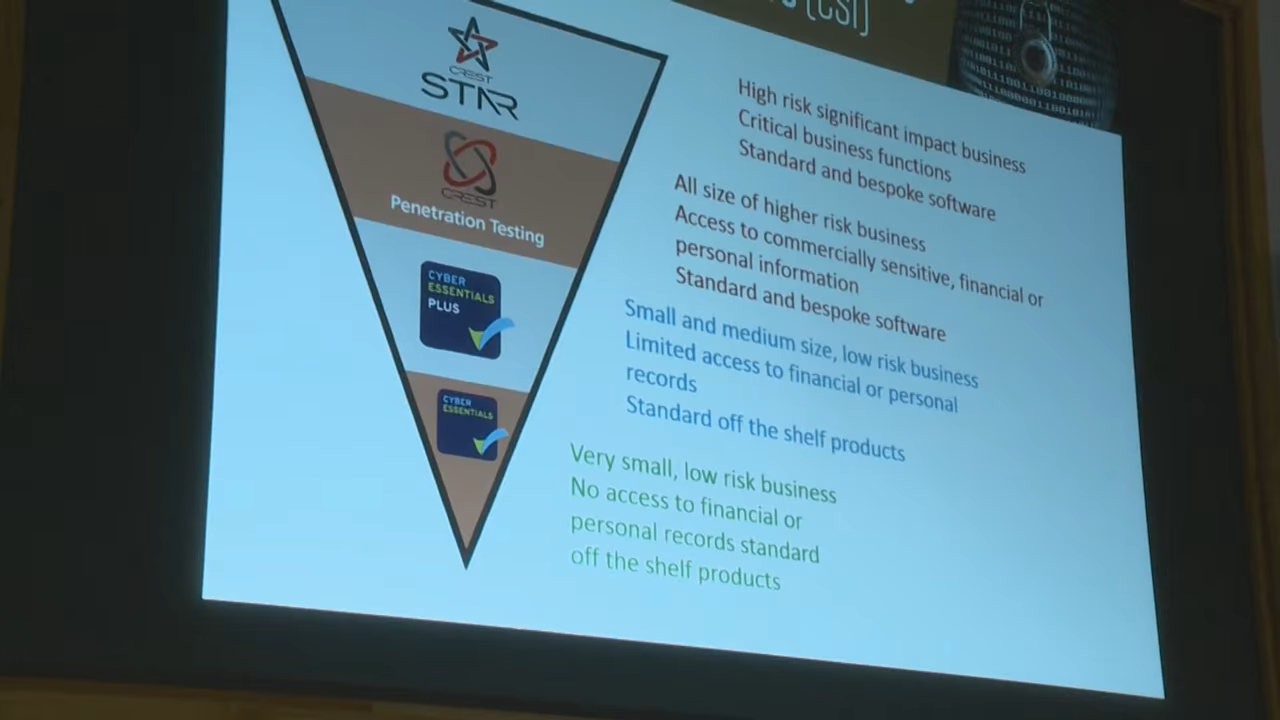 (CSI)
CREST
STAR
High risk significant impact business
Critical business functions
Standard and bespoke software
CREST
Penetration Testing
All size of higher risk business
Access to commercially sensitive, financial or
personal information
Standard and bespoke software
CYBER
ESSENTIALS
PLUS
Small and medium size, low risk business
Limited access to financial or personal
records
Standard off the shelf products
CYBER
ESSENTIALS
Very small, low risk business
No access to financial or
personal records standard
off the shelf products